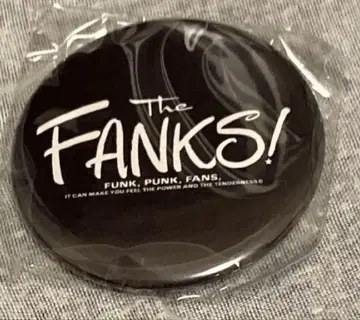 The
FANKS!
FUNK, PUNK, FANS,
IT CAN MAKE YOU FEEL THE POWER AND THE TENDERNESS